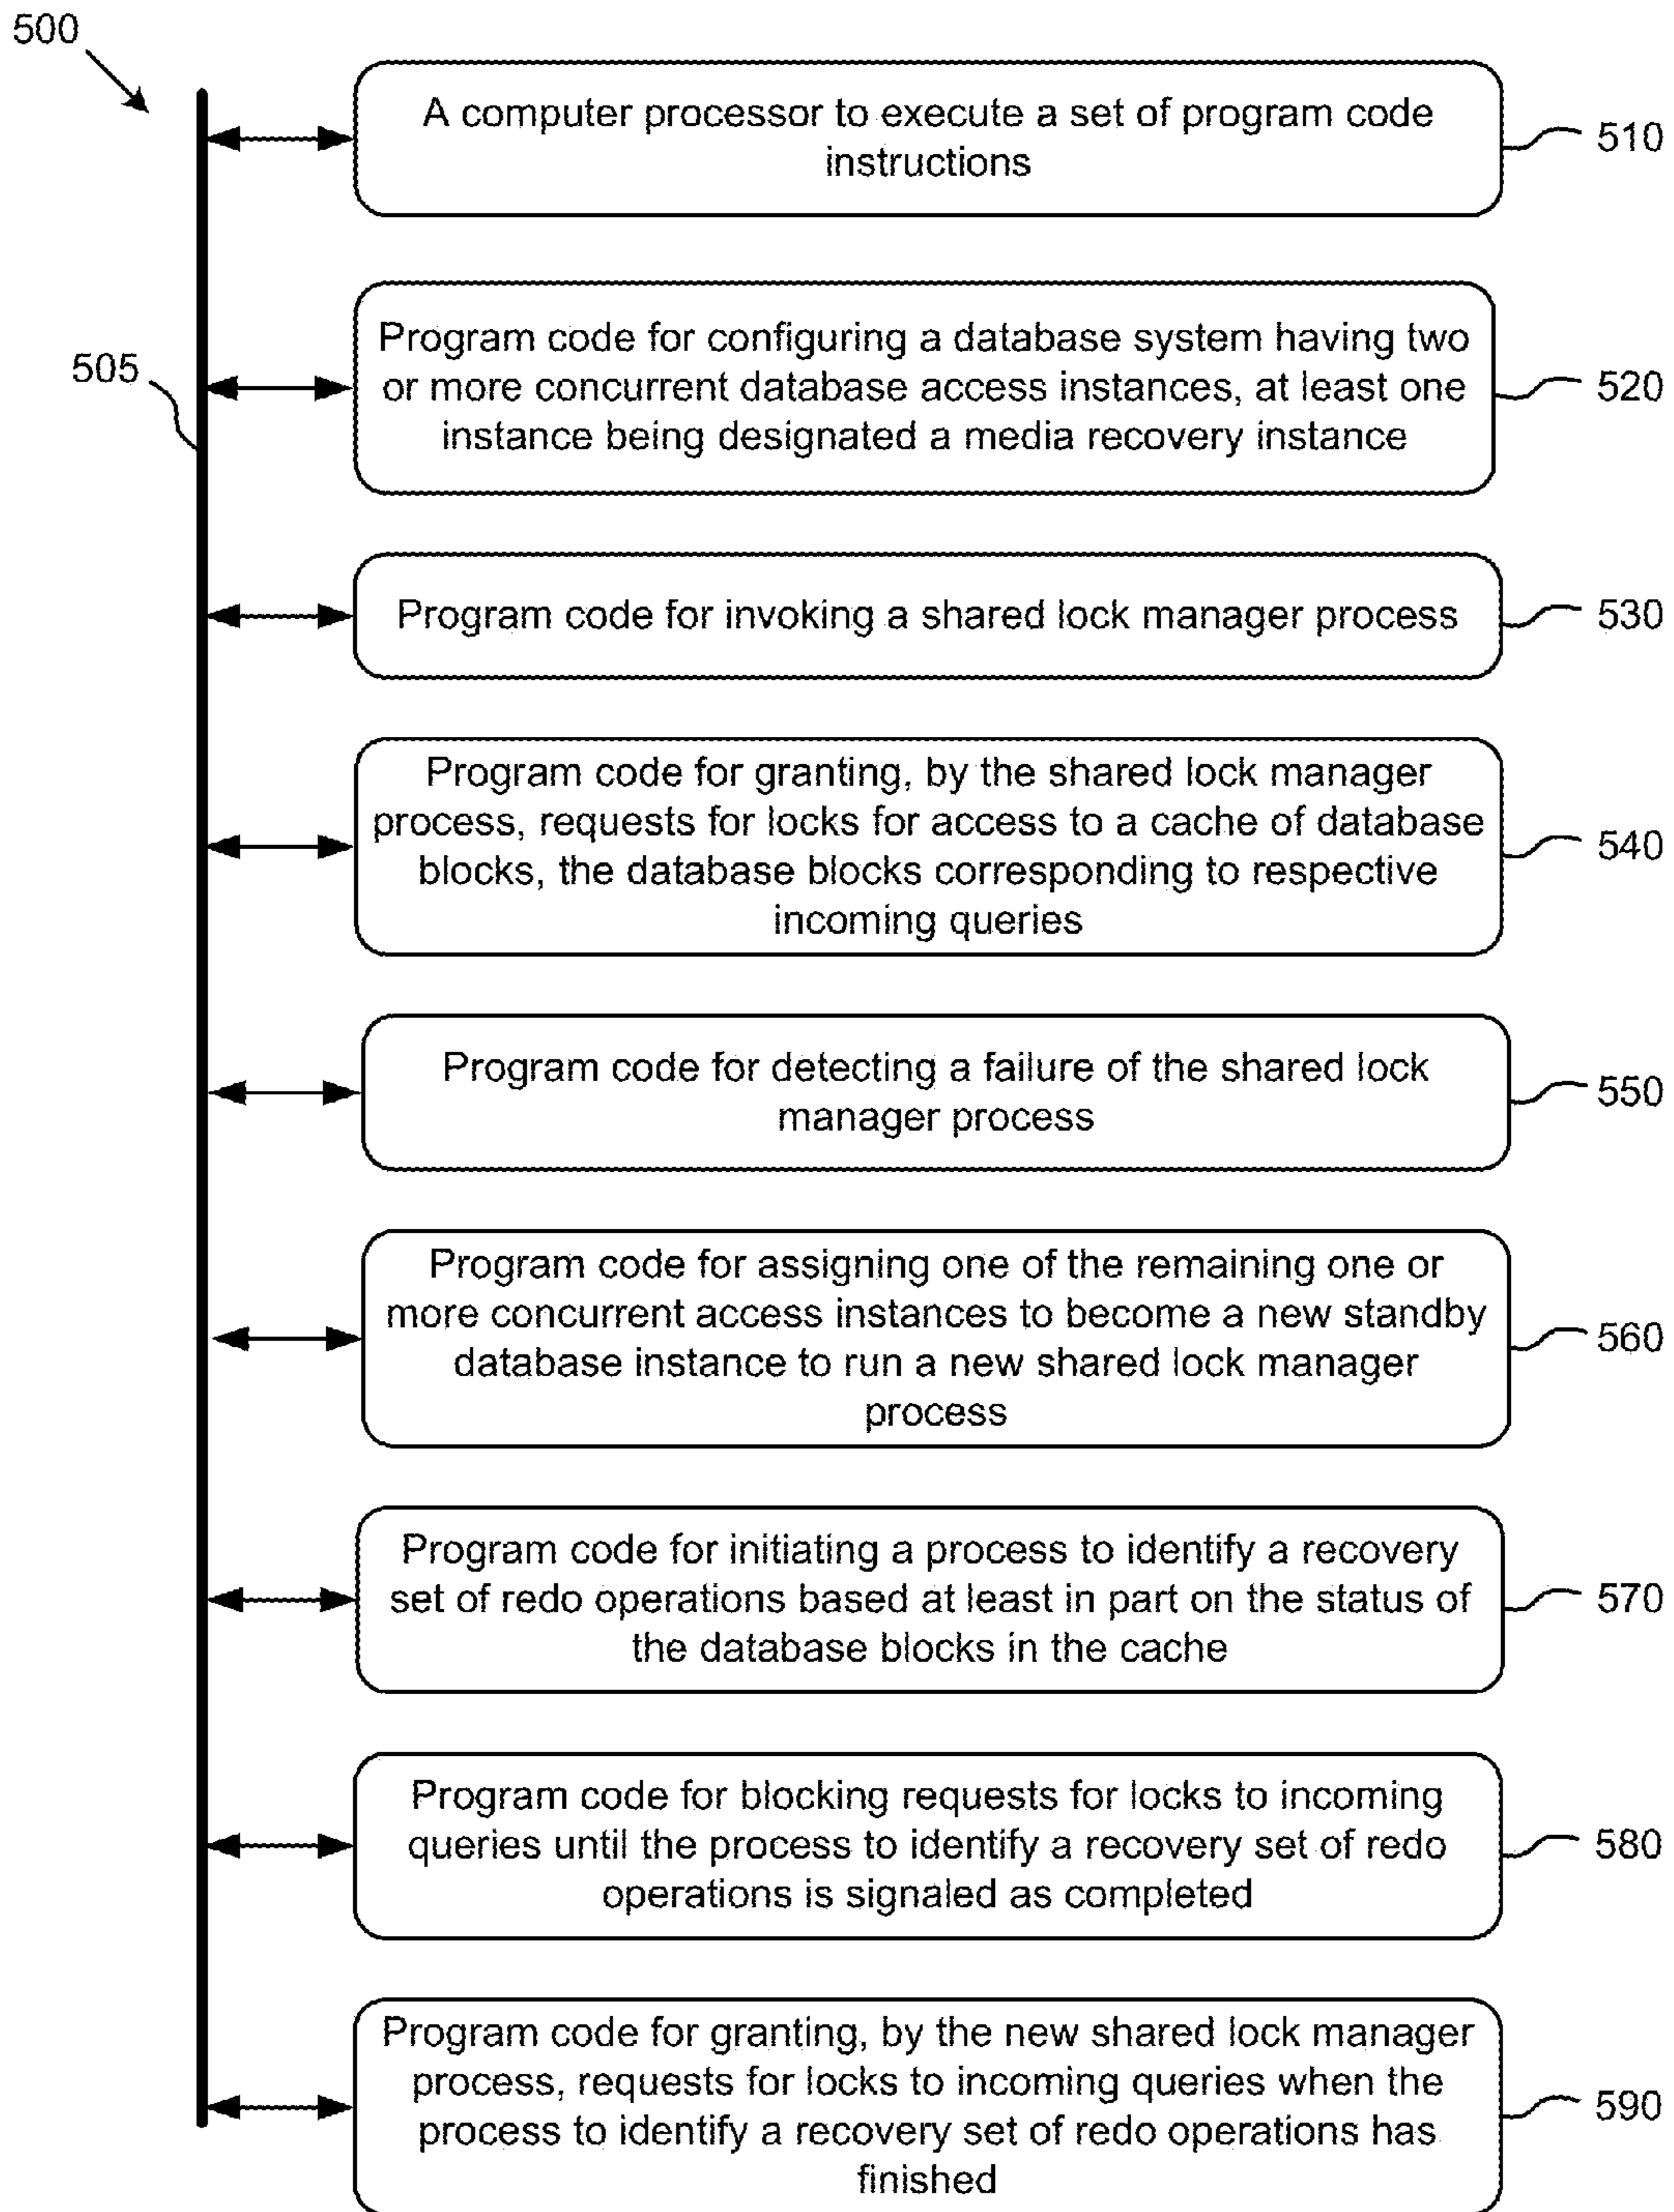 500
A computer processor to execute a set of program code
instructions
510
505
Program code for configuring a database system having two
or more concurrent database access instances, at least one
instance being designated a media recovery instance
520
Program code for invoking a shared lock manager process
530
Program code for granting, by the shared lock manager
process, requests for locks for access to a cache of database
blocks, the database blocks corresponding to respective
incoming queries
540
Program code for detecting a failure of the shared lock
manager process
550
Program code for assigning one of the remaining one or
more concurrent access instances to become a new standby
database instance to run a new shared lock manager
process
560
Program code for initiating a process to identify a recovery
set of redo operations based at least in part on the status of
the database blocks in the cache
570
Program code for blocking requests for locks to incoming
queries until the process to identify a recovery set of redo
operations is signaled as completed
580
Program code for granting, by the new shared lock manager
process, requests for locks to incoming queries when the
process to identify a recovery set of redo operations has
finished
590